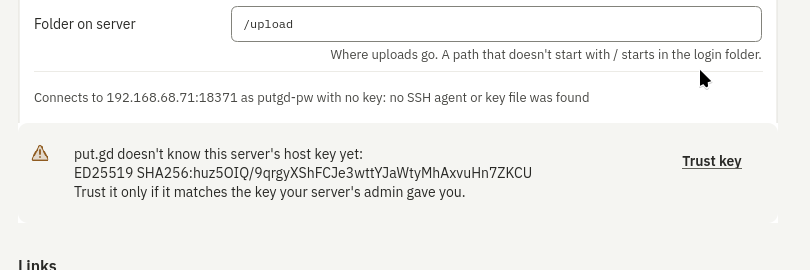 Folder on server
/upload
Where uploads go. A path that doesn't start with / starts in the login folder.
Connects to 192.168.68.71:18371 as putgd-pw with no key: no SSH agent or key file was found
put.gd doesn't know this server's host key yet:
ED25519 SHA256:huz5OIQ/9qrgyXShFCJe3wttYJaWtyMhAxvuHn7ZKCU
Trust it only if it matches the key your server's admin gave you.
Trust key
Links